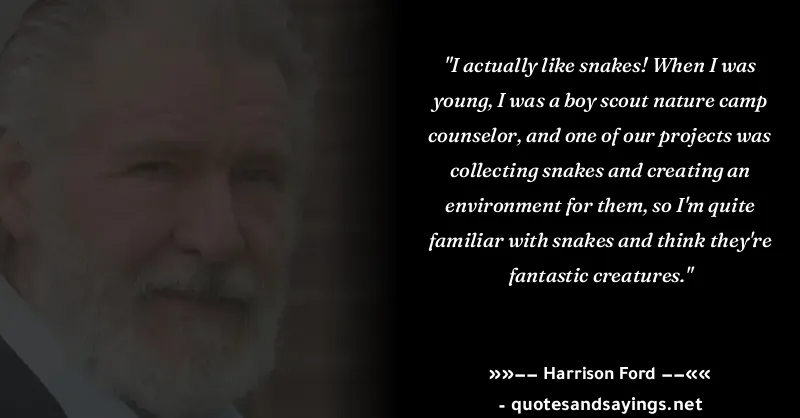 "I actually like snakes! When I was
young, I was a boy scout nature camp
counselor, and one of our projects was
collecting snakes and creating an
environment for them, so I'm quite
familiar with snakes and think they're
fantastic creatures."
»»–– Harrison Ford ––««
- quotesandsayings.net